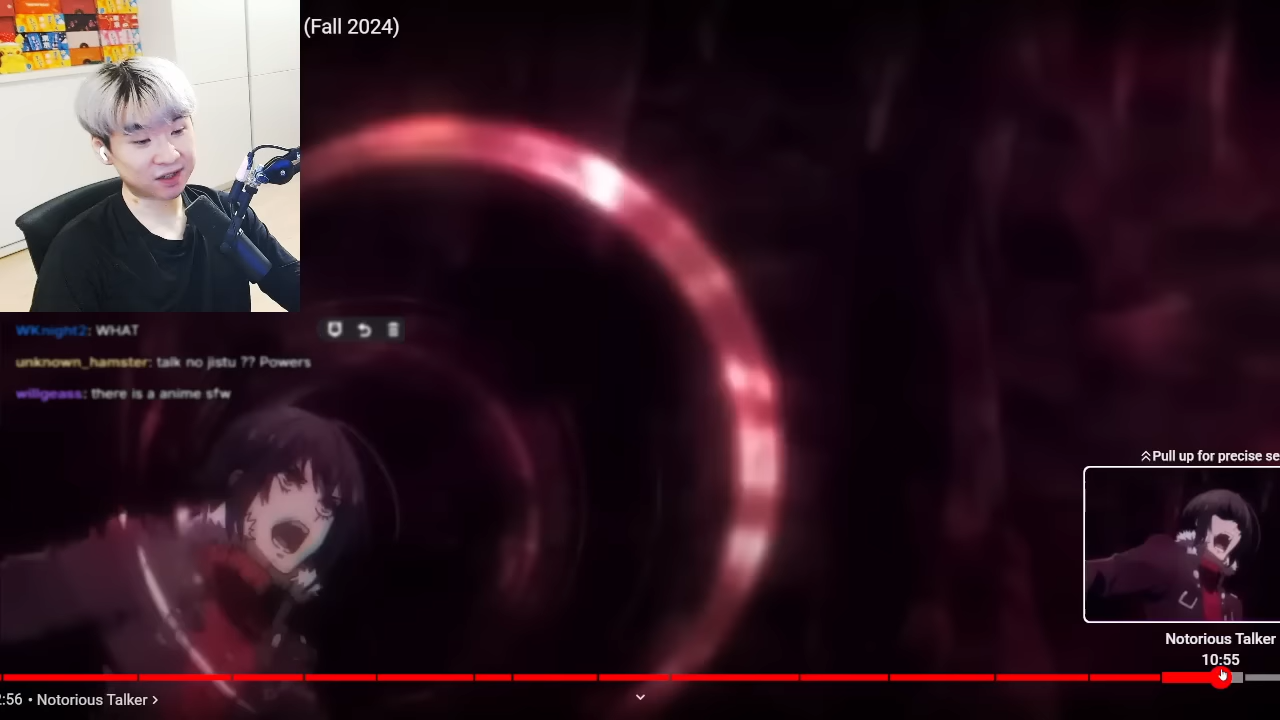 (Fall 2024)
WKnight2: WHAT
unknown_hamster: talk no jistu ?? Powers
willgeass: there is a anime sfw
Pull up for precise se
Notorious Talker
10:55
2:56 • Notorious Talker